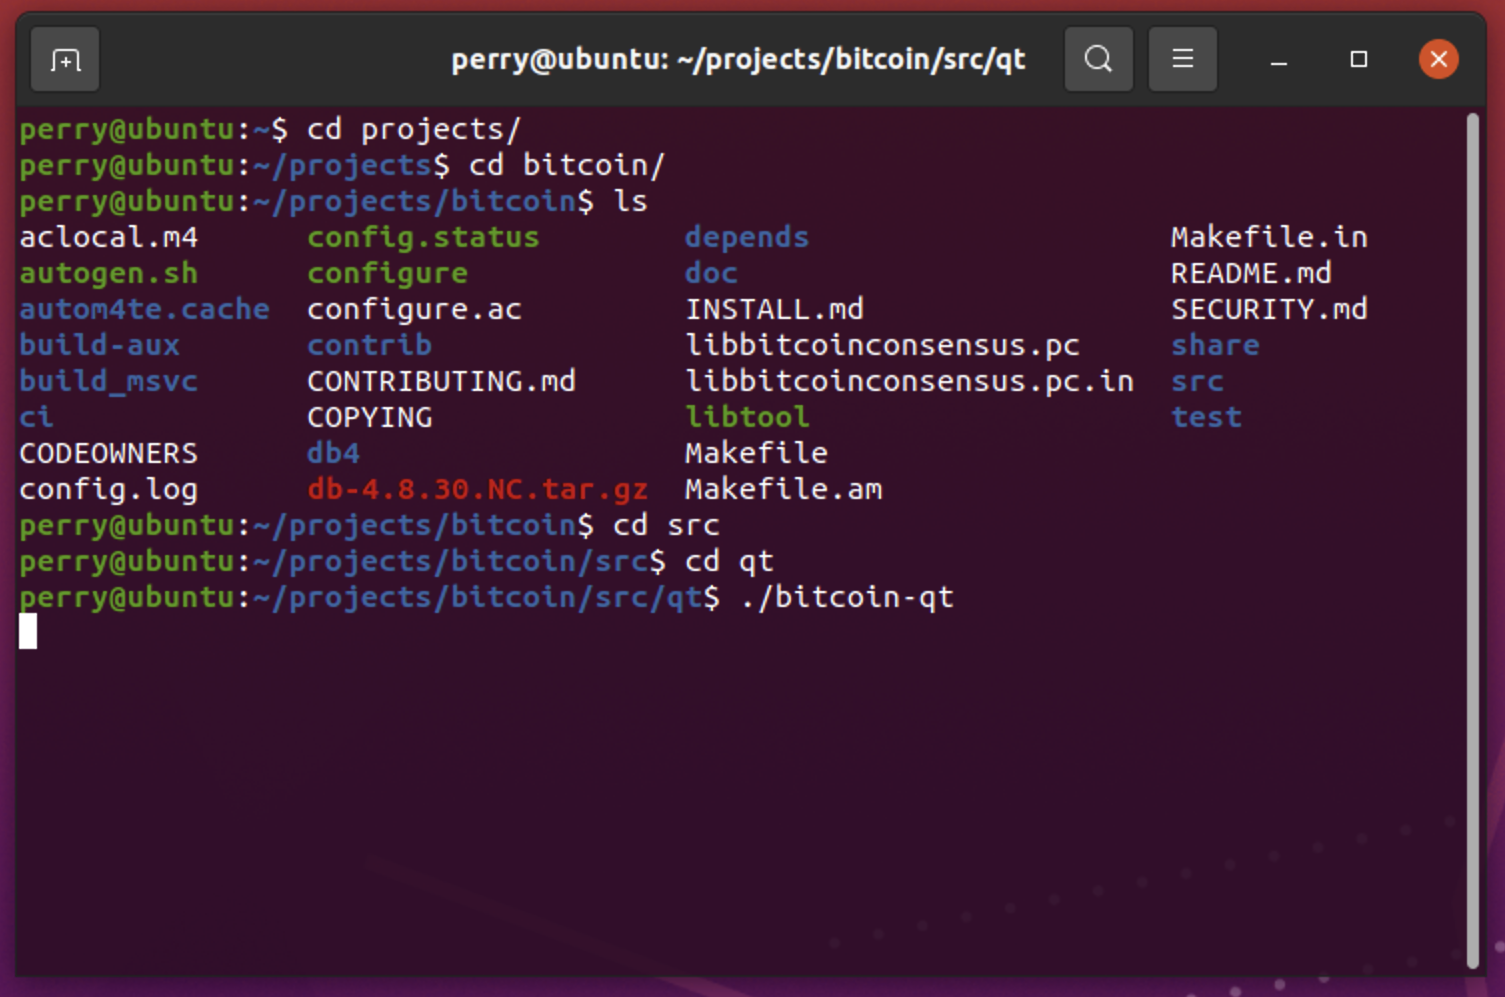 perry@ubuntu: ~/projects/bitcoin/src/qt
perry@ubuntu:~$ cd projects/
perry@ubuntu:~/projects$ cd bitcoin/
perry@ubuntu:~/projects/bitcoin$ ls
aclocal.m4 config.status depends Makefile.in
autogen.sh configure doc README.md
autom4te.cache configure.ac INSTALL.md SECURITY.md
build-aux contrib libbitcoinconsensus.pc share
build_msvc CONTRIBUTING.md libbitcoinconsensus.pc.in src
ci COPYING libtool test
CODEOWNERS db4 Makefile
config.log db-4.8.30.NC.tar.gz Makefile.am
perry@ubuntu:~/projects/bitcoin$ cd src
perry@ubuntu:~/projects/bitcoin/src$ cd qt
perry@ubuntu:~/projects/bitcoin/src/qt$ ./bitcoin-qt